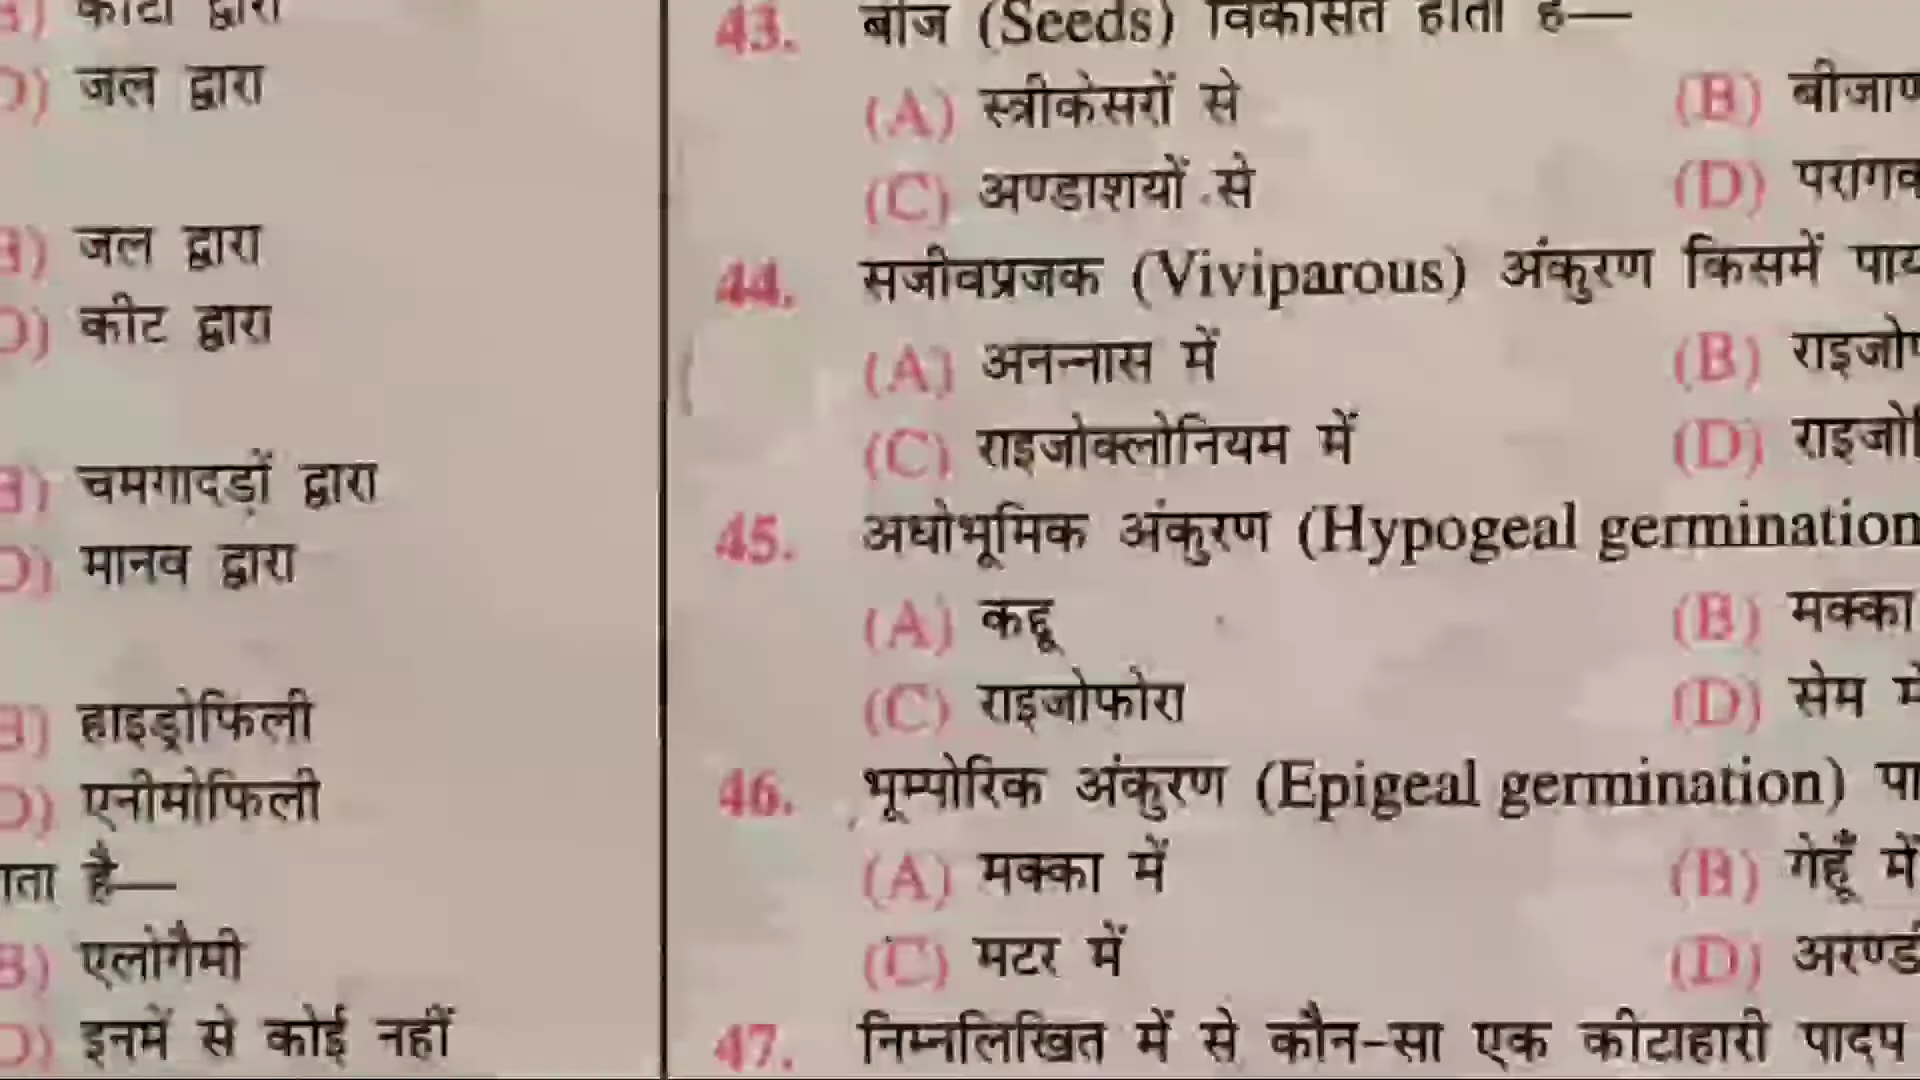 जल द्वारा
जल द्वारा
कीट द्वारा
चमगादड़ों द्वारा
मानव द्वारा
हाइड्रोफिली
एनीमोफिली
है—
एलोगैमी
इनमें से कोई नहीं
43. बीज (Seeds) विकसित होता है—
(A) स्त्रीकेसरों से (B)
(C) अण्डाशयों से (D)
44. सजीवप्रजक (Viviparous) अंकुरण किसमें
(A) अनन्नास में (B)
(C) राइजोक्लोनियम में (D)
45. अधोभूमिक अंकुरण (Hypogeal germination
(A) कद्दू (B) मक्का
(C) राइजोफोरा (D) सेम में
46. भूम्पोरिक अंकुरण (Epigeal germination)
(A) मक्का में (B) गेहूँ में
(C) मटर में (D)
47. निम्नलिखित में से कौन-सा एक कीटाहारी पादप